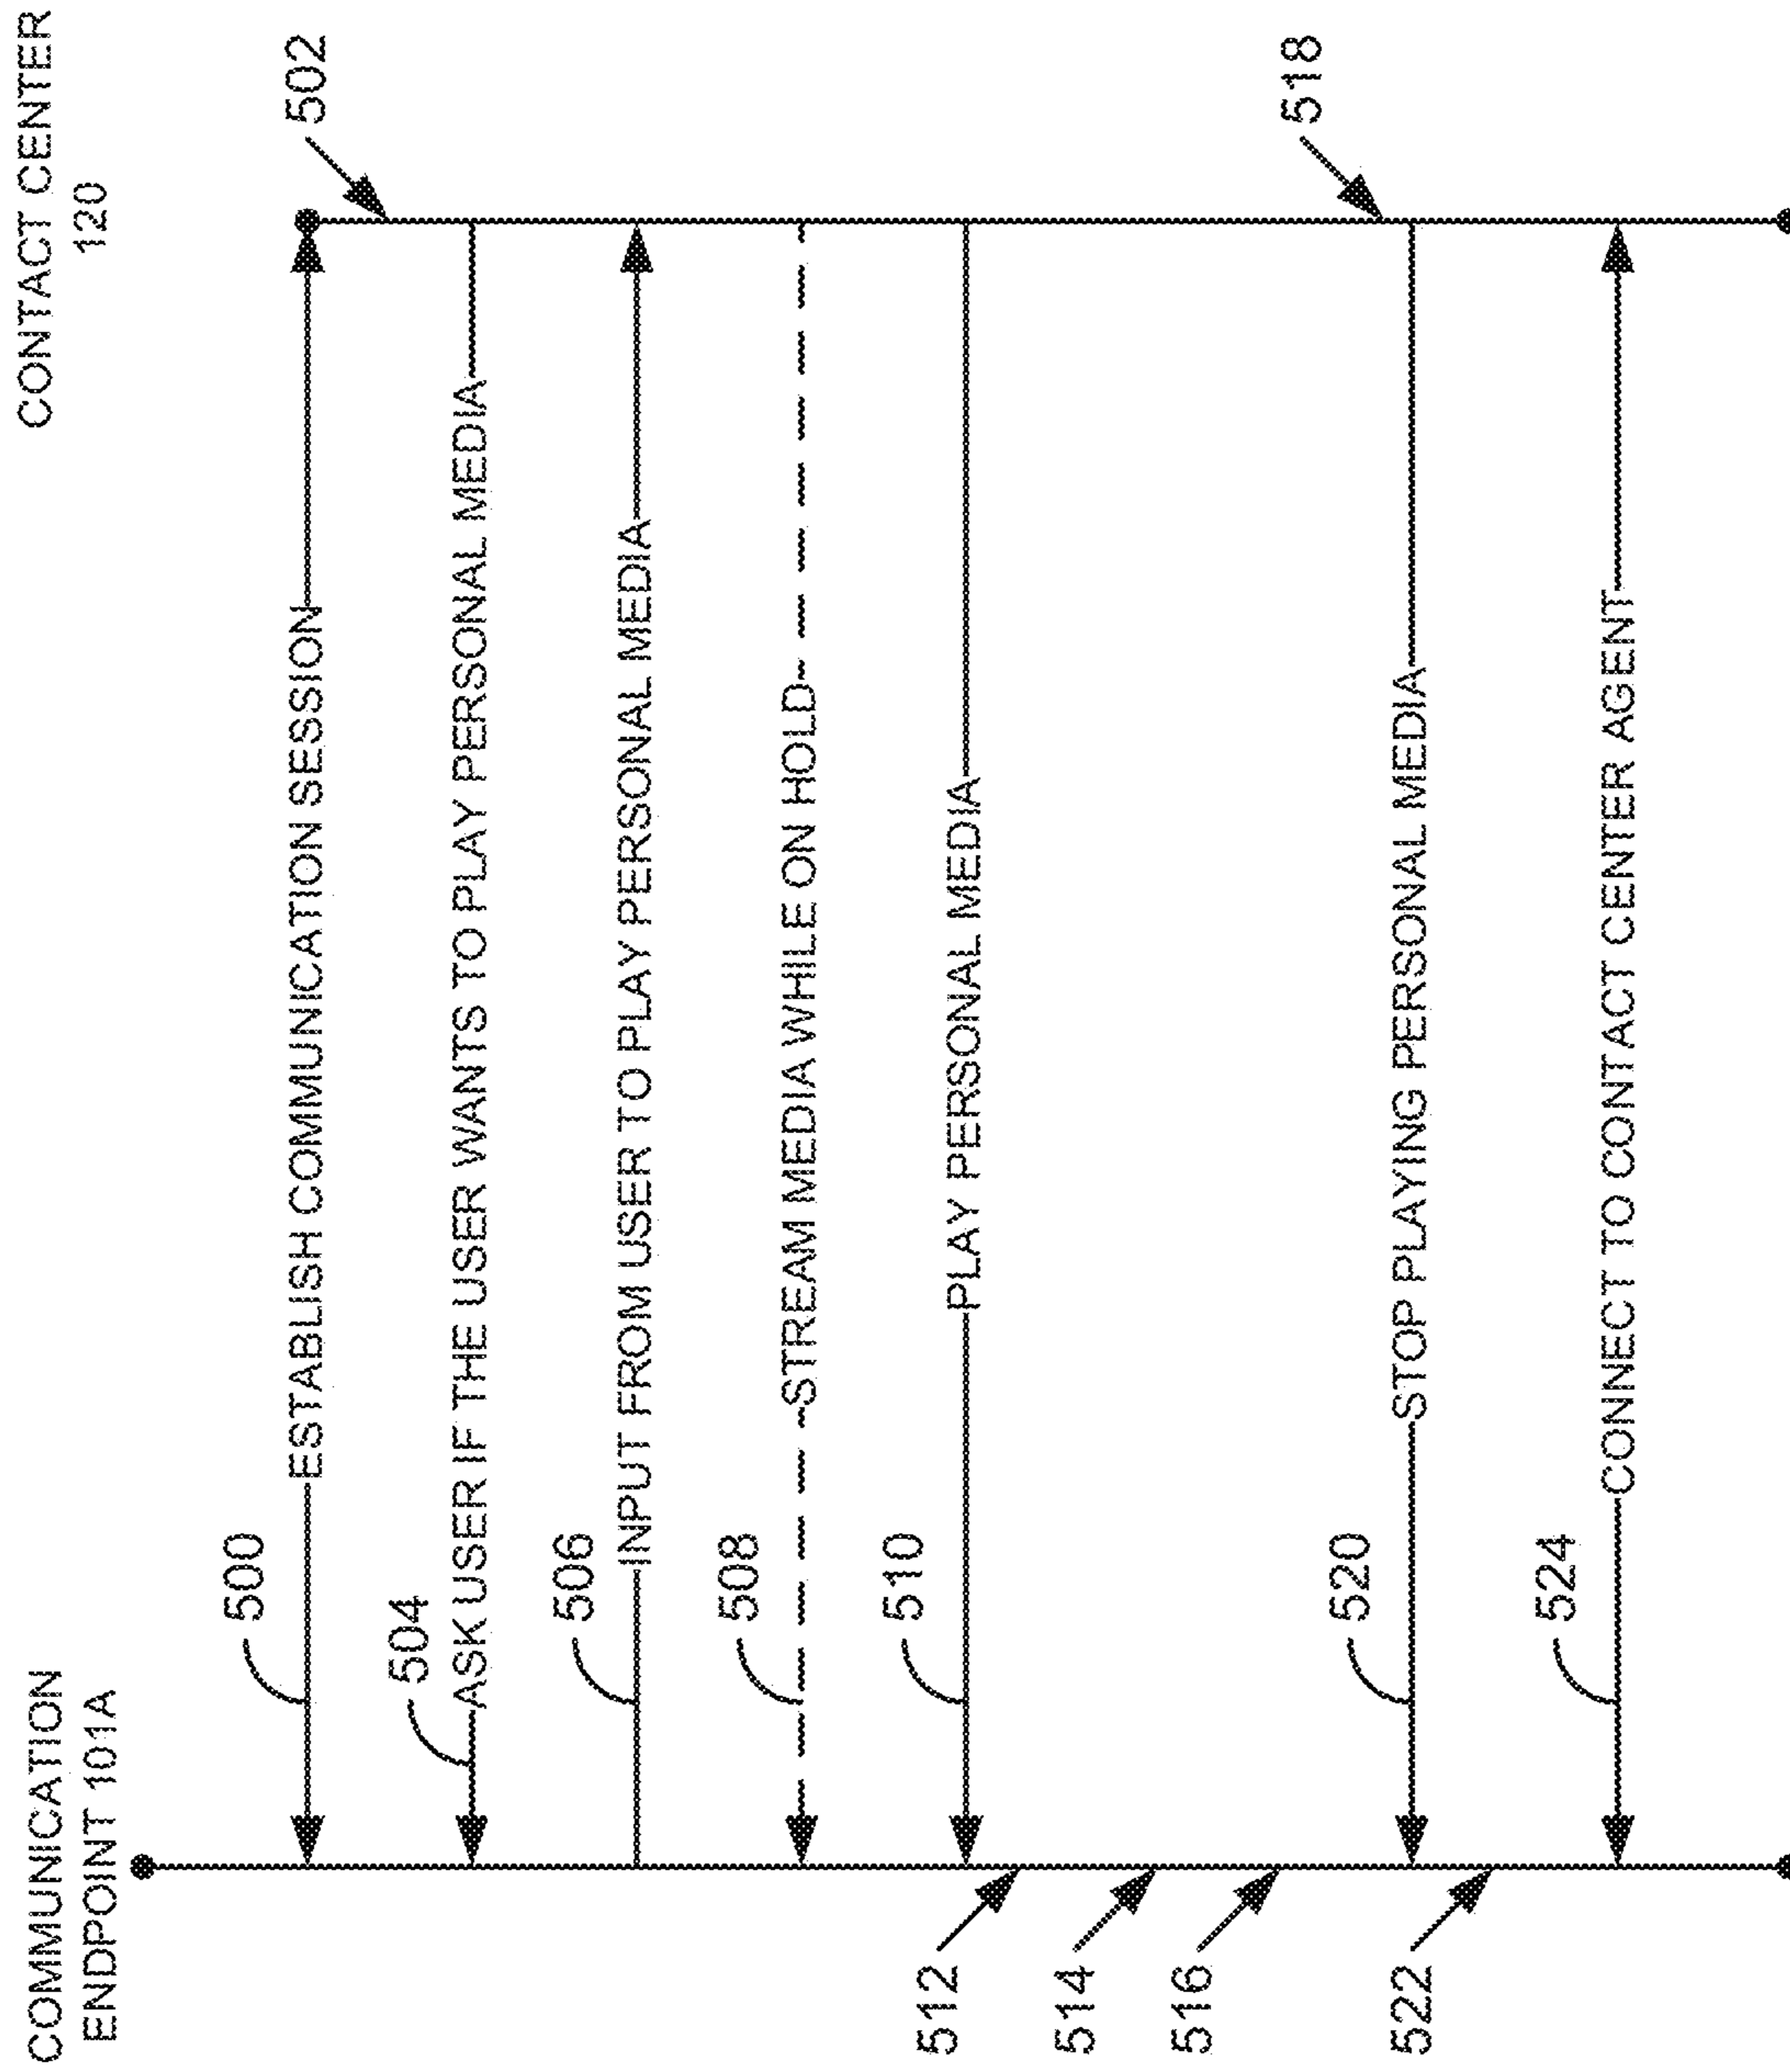 COMMUNICATION
ENDPOINT 101A
CONTACT CENTER
120
500
ESTABLISH COMMUNICATION SESSION
502
504
ASK USER IF THE USER WANTS TO PLAY PERSONAL MEDIA
506
INPUT FROM USER TO PLAY PERSONAL MEDIA
508
STREAM MEDIA WHILE ON HOLD
510
PLAY PERSONAL MEDIA
512
514
516
518
520
STOP PLAYING PERSONAL MEDIA
522
524
CONNECT TO CONTACT CENTER AGENT